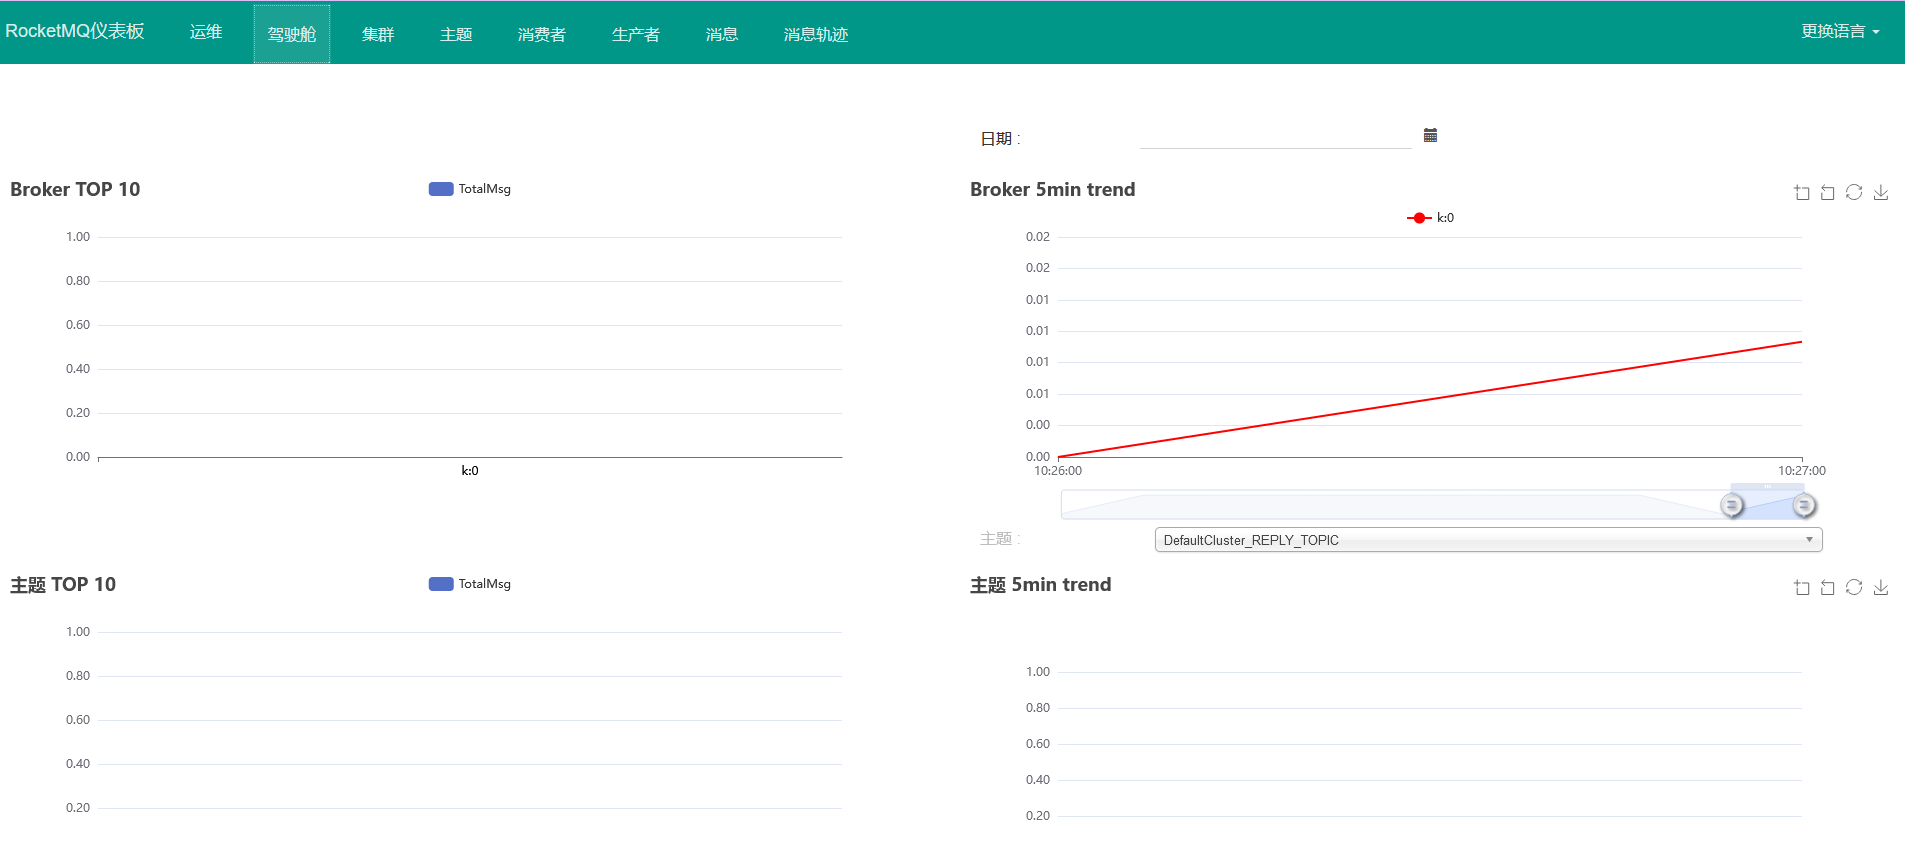 RocketMQ仪表板 运维 驾驶舱 集群 主题 消费者 生产者 消息 消息轨迹 更换语言
日期 :
Broker TOP 10
TotalMsg
1.00
0.80
0.60
0.40
0.20
0.00
k:0
Broker 5min trend
k:0
0.02
0.02
0.01
0.01
0.01
0.01
0.00
0.00
10:26:00 10:27:00
主题 : DefaultCluster_REPLY_TOPIC
主题 TOP 10
TotalMsg
1.00
0.80
0.60
0.40
0.20
主题 5min trend
1.00
0.80
0.60
0.40
0.20